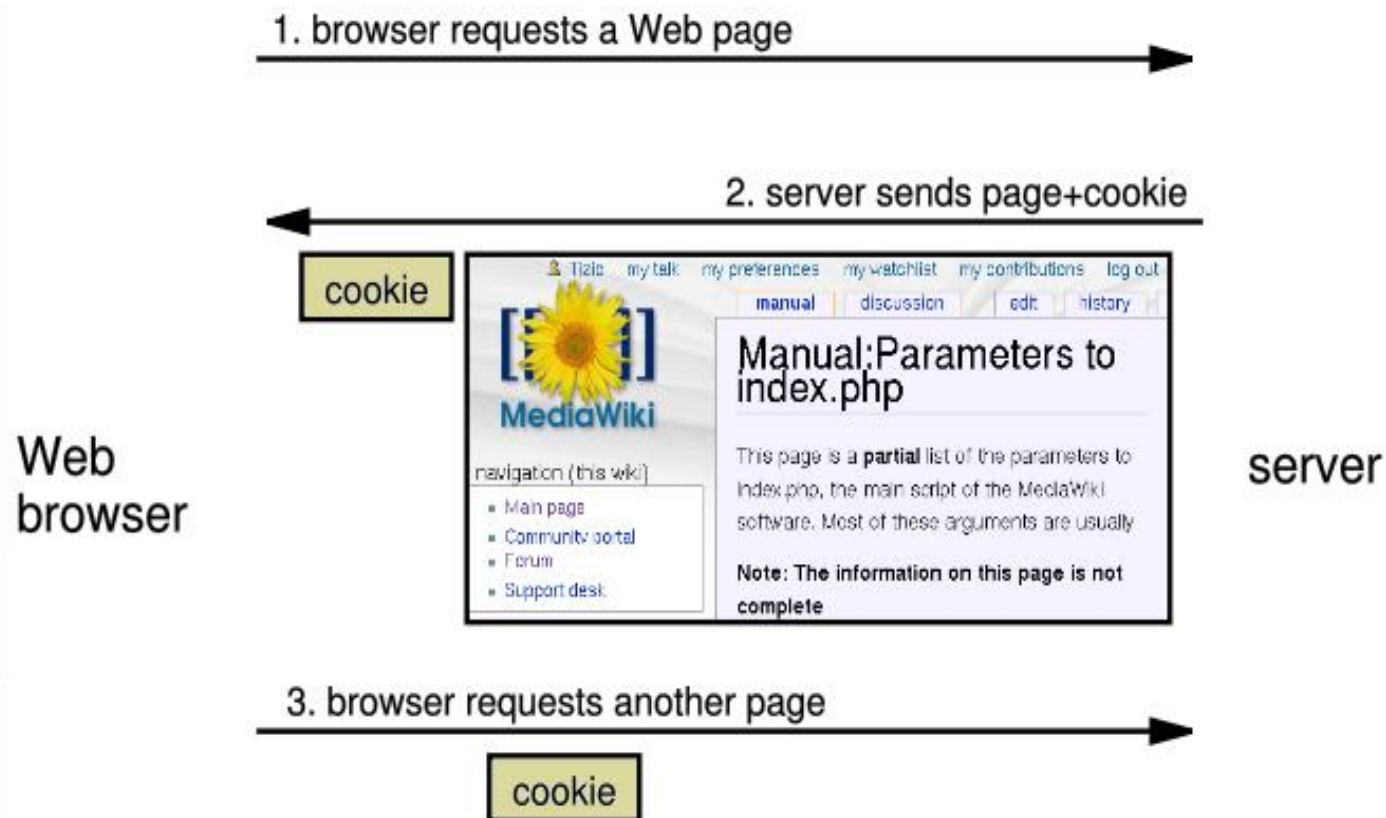 1. browser requests a Web page
2. server sends page+cookie
cookie
Tizio my talk my preferences my watchlist my contributions log out
manual discussion edit history
[[ ]]
MediaWiki
Manual:Parameters to
index.php
navigation (this wiki)
Main page
Community portal
Forum
Support desk
This page is a partial list of the parameters to
index.php, the main script of the MediaWiki
software. Most of these arguments are usually
Note: The information on this page is not
complete
Web
browser
server
3. browser requests another page
cookie